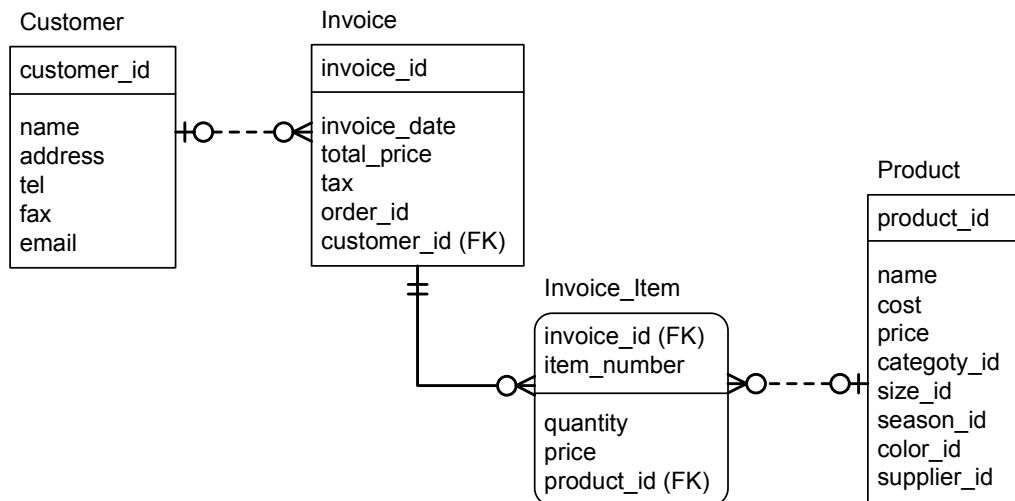 Customer
customer_id
name
address
tel
fax
email
Invoice
invoice_id
invoice_date
total_price
tax
order_id
customer_id (FK)
Invoice_Item
invoice_id (FK)
item_number
quantity
price
product_id (FK)
Product
product_id
name
cost
price
categoty_id
size_id
season_id
color_id
supplier_id